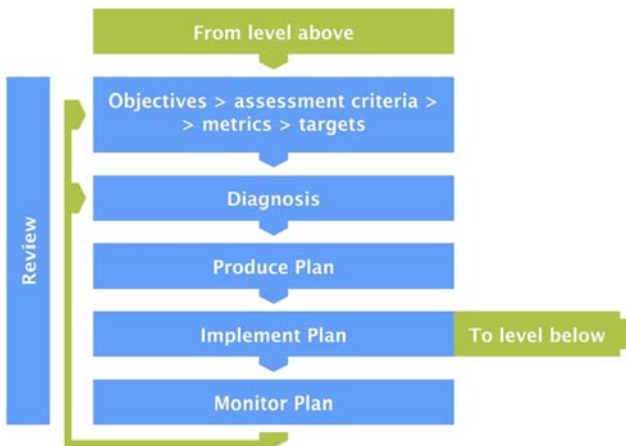 From level above
Objectives > assessment criteria >
> metrics > targets
Diagnosis
Review
Produce Plan
Implement Plan
To level below
Monitor Plan